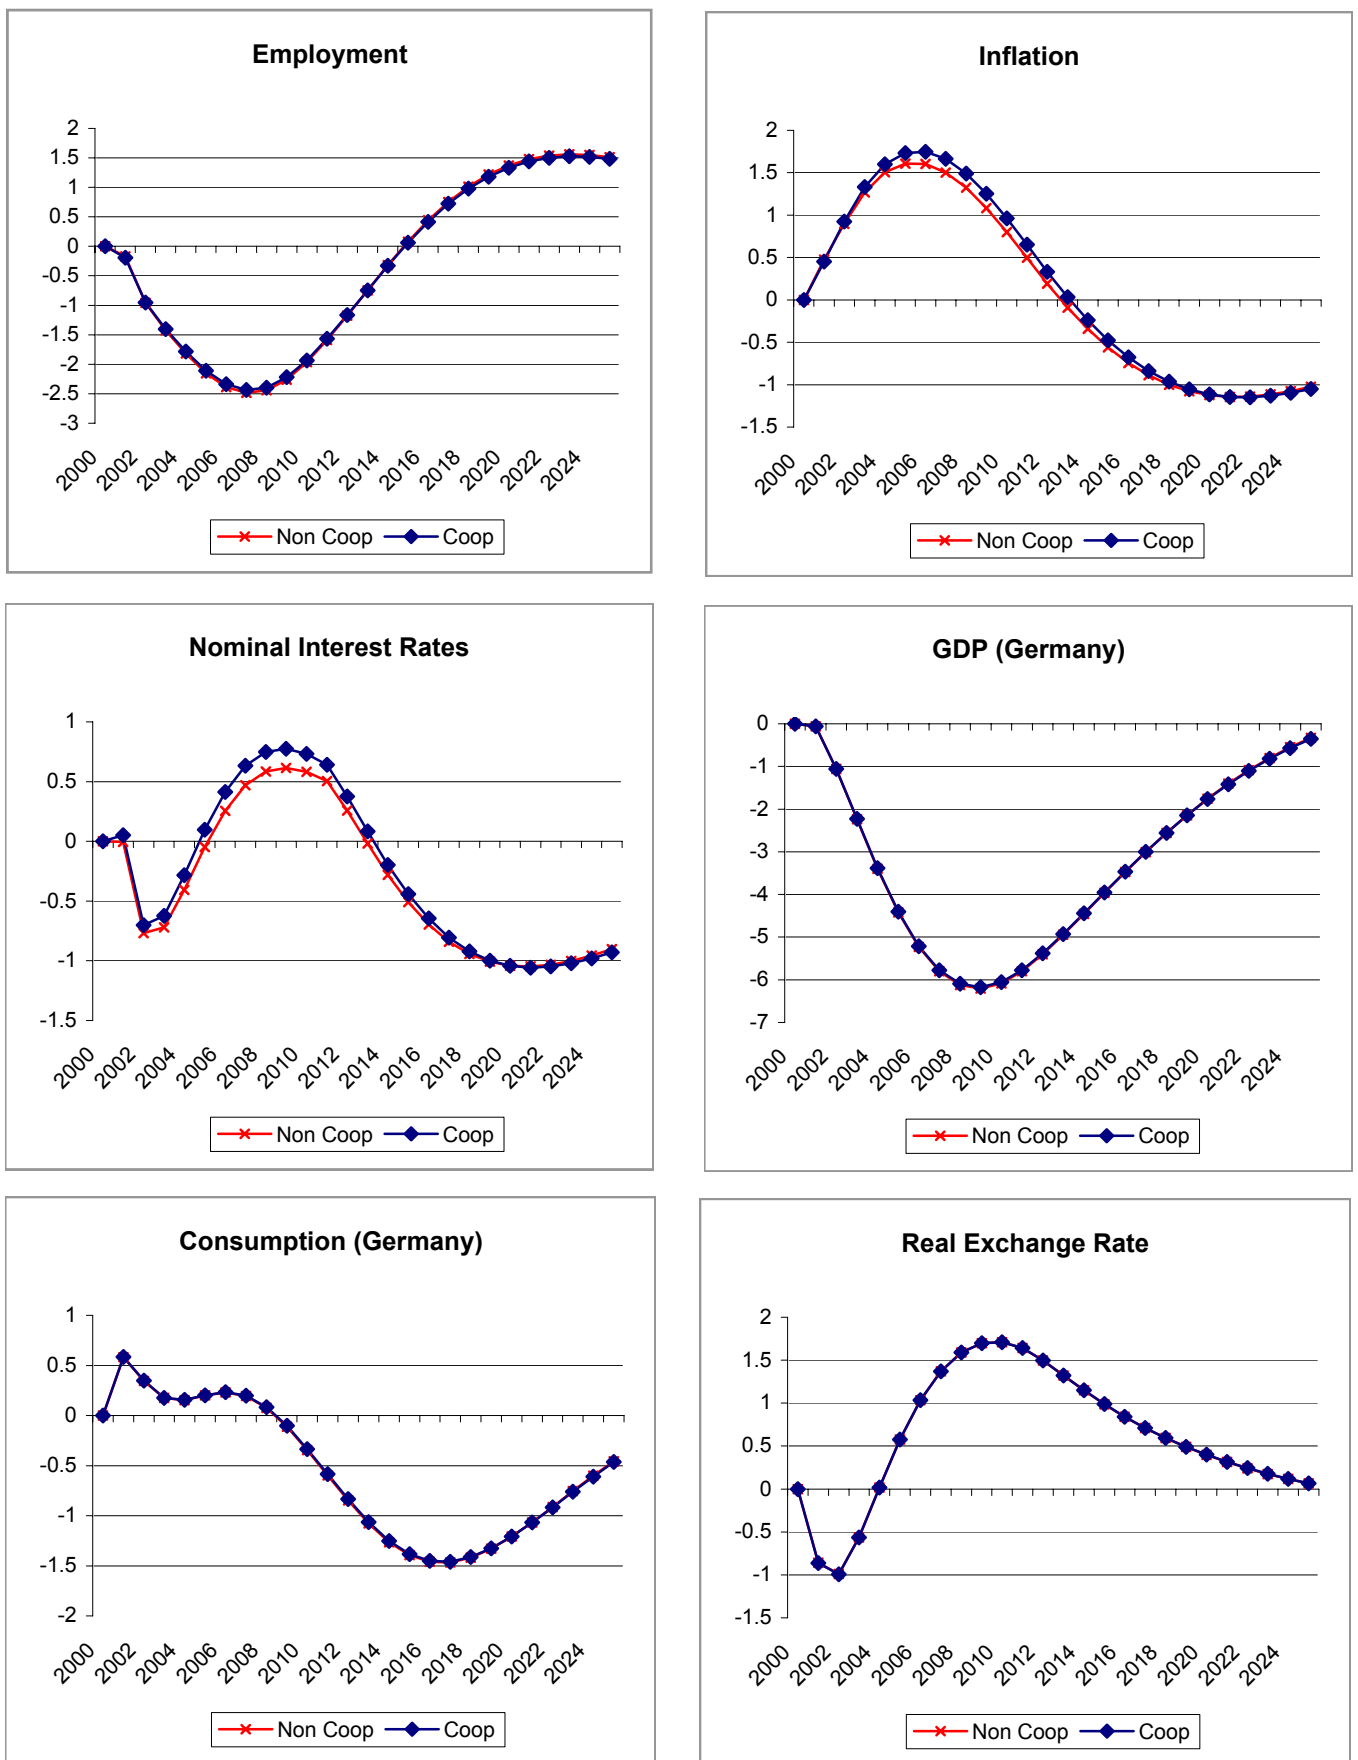 Employment
2
1.5
1
0.5
0
-0.5
-1
-1.5
-2
-2.5
-3
2000 2002 2004 2006 2008 2010 2012 2014 2016 2018 2020 2022 2024
Non Coop Coop
Inflation
2
1.5
1
0.5
0
-0.5
-1
-1.5
2000 2002 2004 2006 2008 2010 2012 2014 2016 2018 2020 2022 2024
Non Coop Coop
Nominal Interest Rates
1
0.5
0
-0.5
-1
-1.5
2000 2002 2004 2006 2008 2010 2012 2014 2016 2018 2020 2022 2024
Non Coop Coop
GDP (Germany)
0
-1
-2
-3
-4
-5
-6
-7
2000 2002 2004 2006 2008 2010 2012 2014 2016 2018 2020 2022 2024
Non Coop Coop
Consumption (Germany)
1
0.5
0
-0.5
-1
-1.5
-2
2000 2002 2004 2006 2008 2010 2012 2014 2016 2018 2020 2022 2024
Non Coop Coop
Real Exchange Rate
2
1.5
1
0.5
0
-0.5
-1
-1.5
2000 2002 2004 2006 2008 2010 2012 2014 2016 2018 2020 2022 2024
Non Coop Coop